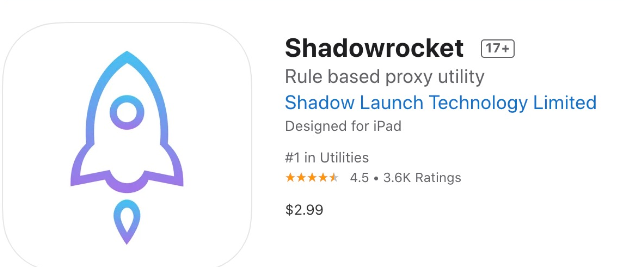 Shadowrocket 17+
Rule based proxy utility
Shadow Launch Technology Limited
Designed for iPad
#1 in Utilities
★★★★★ 4.5 • 3.6K Ratings
$2.99